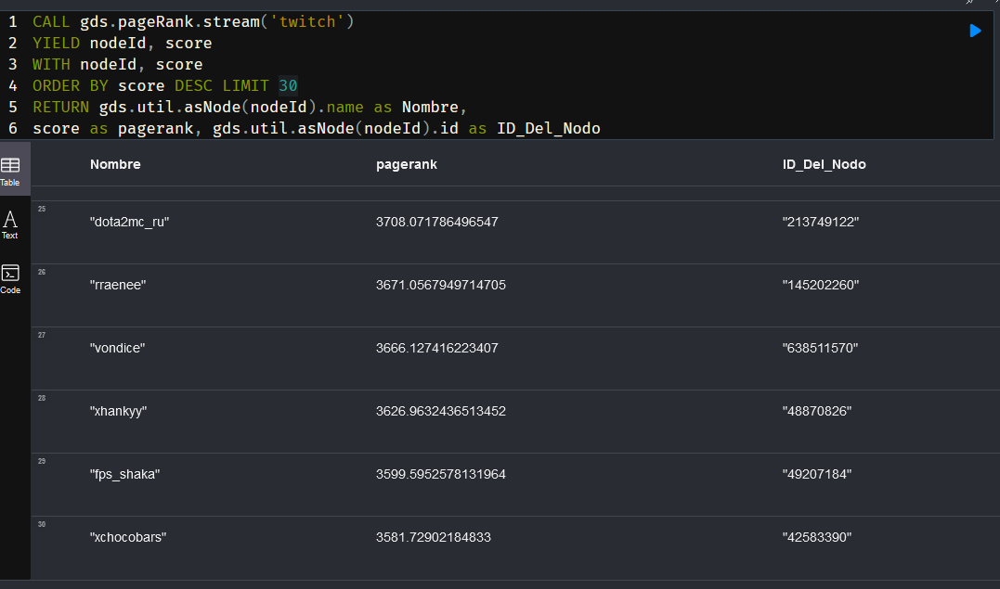 1 CALL gds.pageRank.stream('twitch')
2 YIELD nodeId, score
3 WITH nodeId, score
4 ORDER BY score DESC LIMIT 30
5 RETURN gds.util.asNode(nodeId).name as Nombre,
6 score as pagerank, gds.util.asNode(nodeId).id as ID_Del_Nodo
Table
Text
Code
Nombre pagerank ID_Del_Nodo
25 "dota2mc_ru" 3708.071786496547 "213749122"
26 "rraenee" 3671.0567949714705 "145202260"
27 "vondice" 3666.127416223407 "638511570"
28 "xhankyy" 3626.9632436513452 "48870826"
29 "fps_shaka" 3599.5952578131964 "49207184"
30 "xchocobars" 3581.72902184833 "42583390"